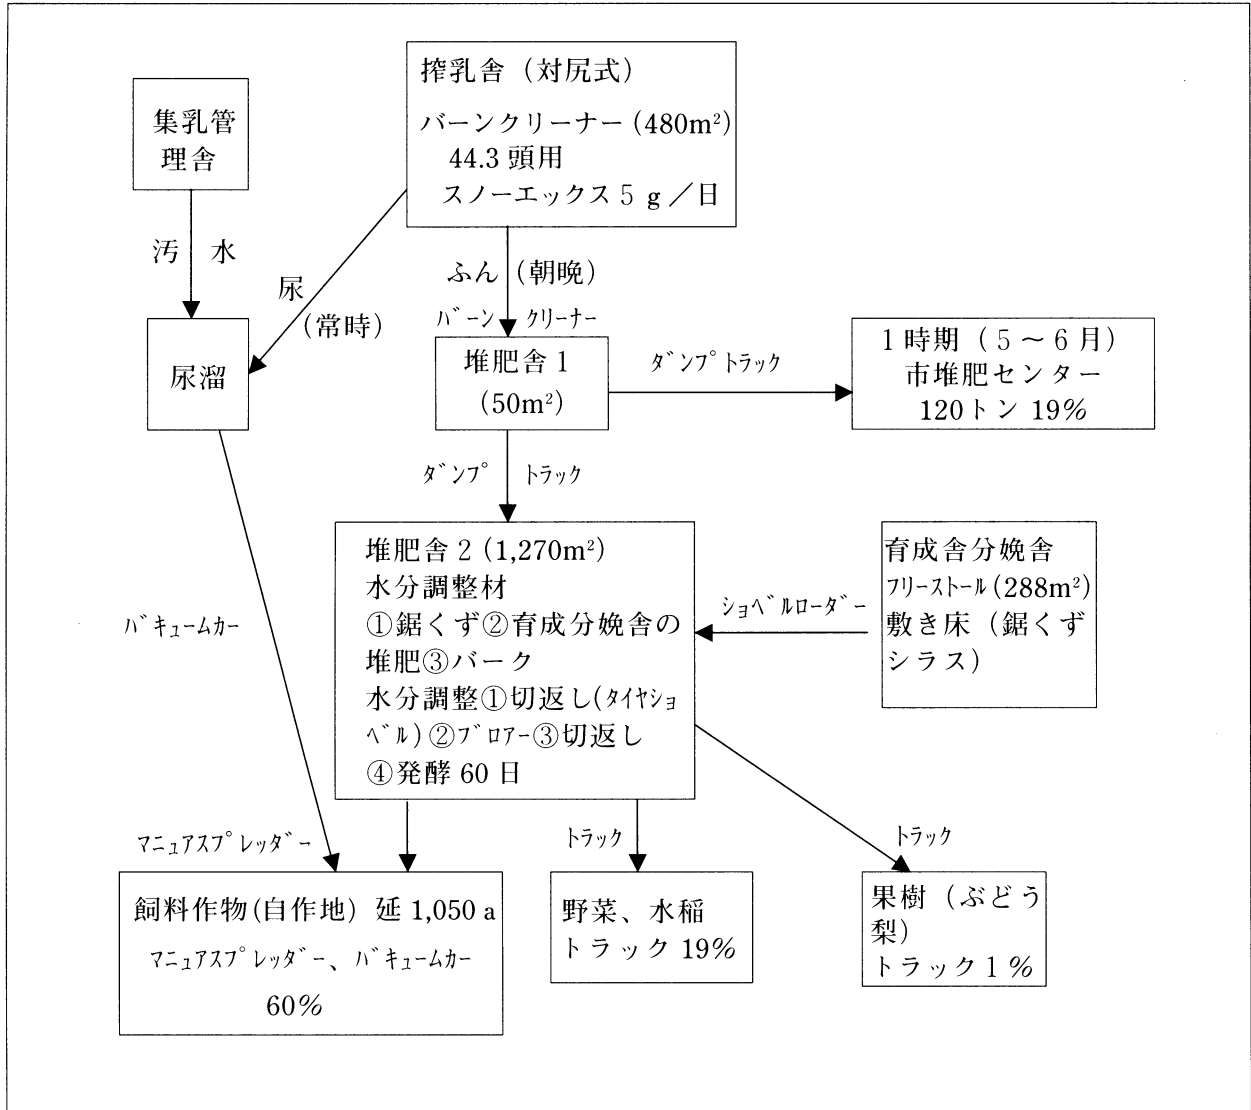 搾乳舎（対尻式）
バーンクリーナー（480m²）
44.3 頭用
スノーエックス５ｇ／日
集乳管
理舎
汚　水
尿
（常時）
ふん（朝晩）
ﾊﾞｰﾝ ｸﾘｰﾅｰ
尿溜
堆肥舎 1
（50m²）
ﾀﾞﾝﾌﾟﾄﾗｯｸ
１時期（５～６月）
市堆肥センター
120トン 19％
ﾀﾞﾝﾌﾟ ﾄﾗｯｸ
堆肥舎 2（1,270m²）
水分調整材
①鋸くず②育成分娩舎の
堆肥③バーク
水分調整①切返し(ﾀｲﾔｼｮ
ﾍﾞﾙ) ②ﾌﾞﾛｱｰ③切返し
④発酵 60 日
ｼｮﾍﾞﾙﾛｰﾀﾞｰ
育成舎分娩舎
ﾌﾘｰｽﾄｰﾙ(288m²)
敷き床（鋸くず
シラス）
ﾊﾞｷｭｰﾑｶｰ
ﾏﾆｭｱｽﾌﾟﾚｯﾀﾞｰ
ﾄﾗｯｸ
ﾄﾗｯｸ
飼料作物(自作地）延 1,050 a
ﾏﾆｭｱｽﾌﾟﾚｯﾀﾞｰ、ﾊﾞｷｭｰﾑｶｰ
60％
野菜、水稲
トラック 19％
果樹（ぶどう
梨）
トラック１％